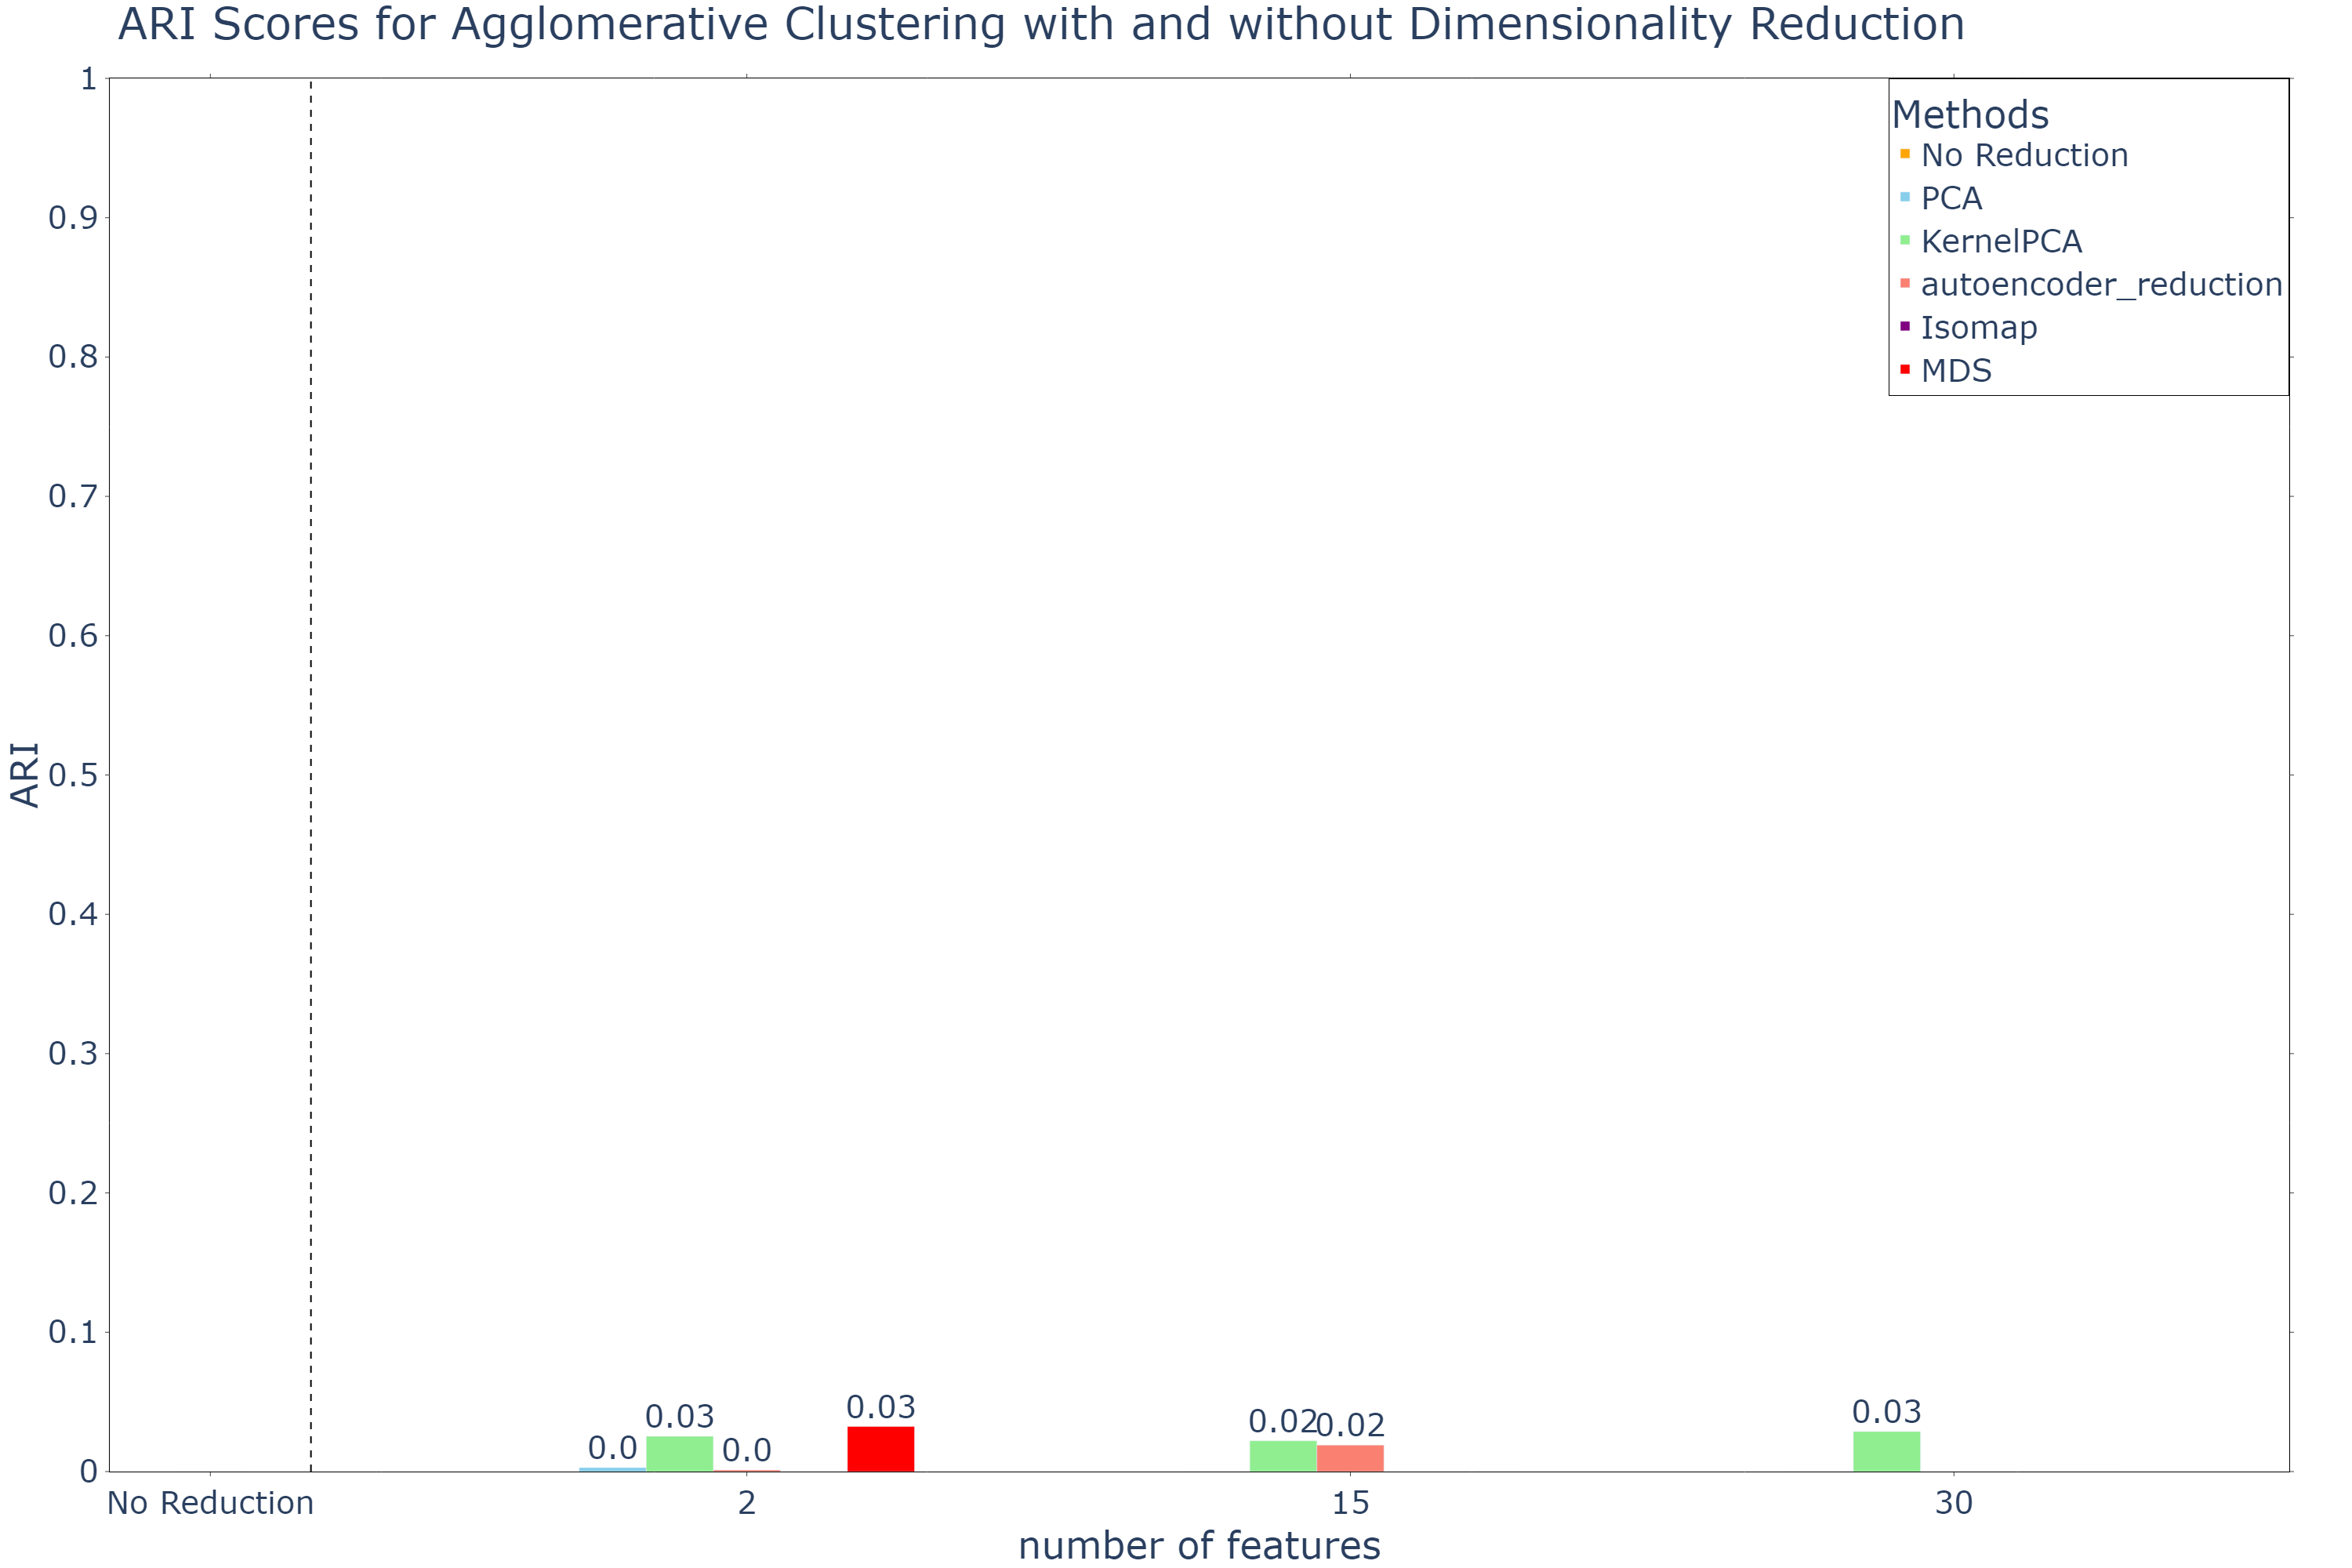 ARI Scores for Agglomerative Clustering with and without Dimensionality Reduction
1
0.9
0.8
0.7
0.6
0.5
0.4
0.3
0.2
0.1
0
ARI
Methods
No Reduction
PCA
KernelPCA
autoencoder_reduction
Isomap
MDS
0.0
0.03
0.0
0.03
0.02
0.02
0.03
No Reduction
2
15
30
number of features